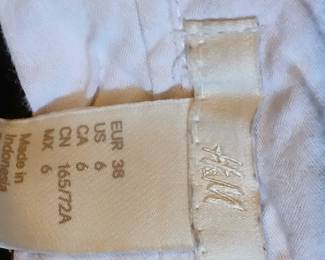 H&M
EUR 38
US 6
CA 6
CN 165/72A
MX 6
Made in
Indonesia